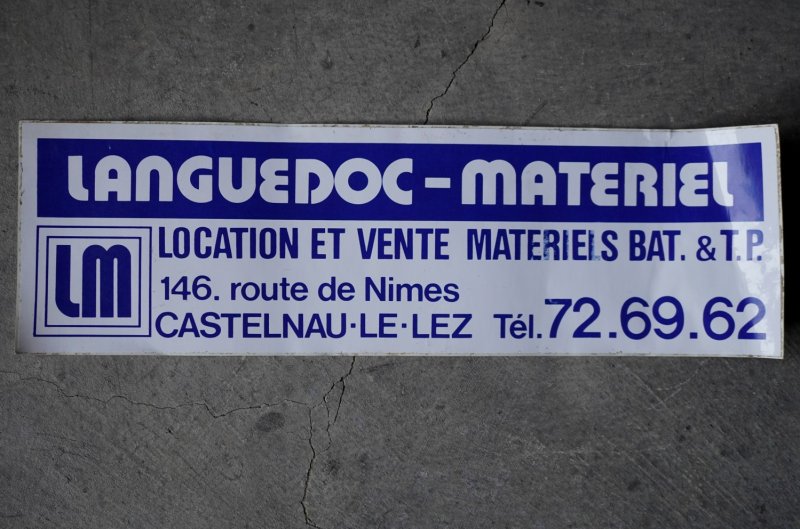 LANGUEDOC-MATERIEL
LM
LOCATION ET VENTE MATERIELS BAT. & T.P.
146. route de Nimes
CASTELNAU·LE·LEZ Tél. 72.69.62